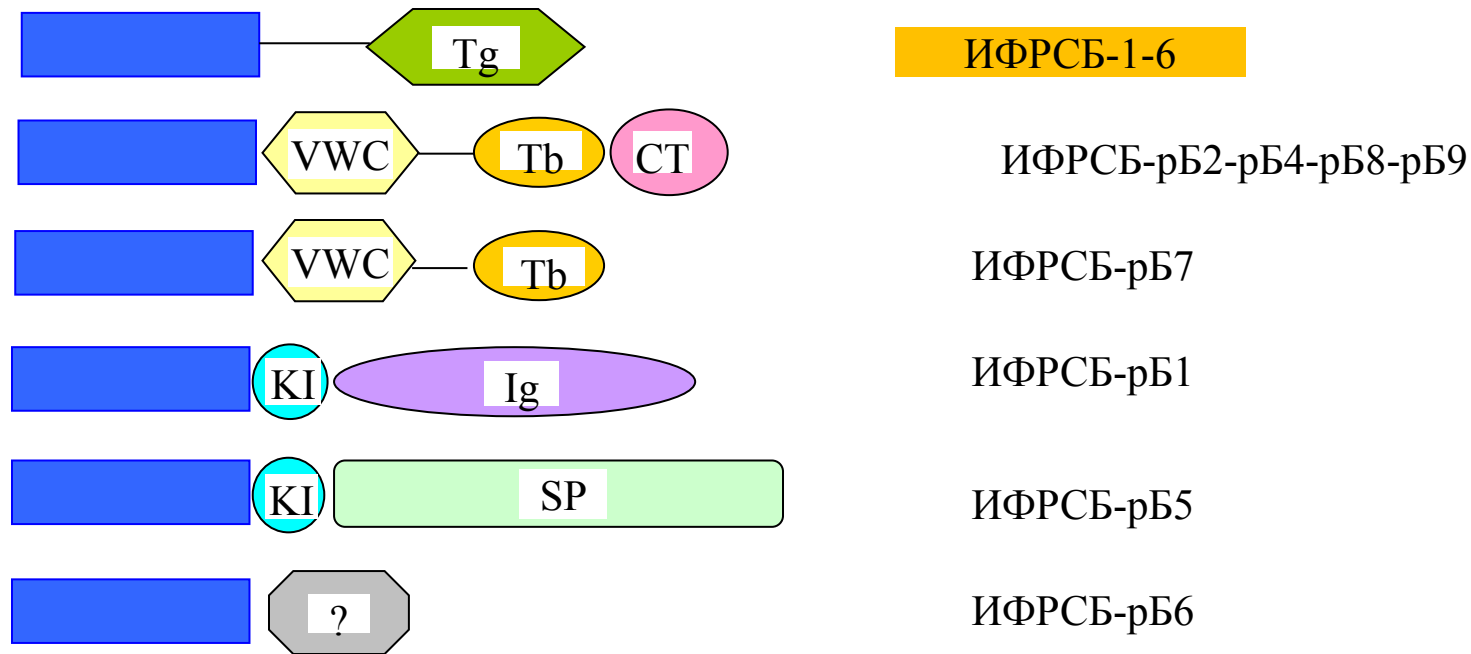 Tg ИФРСБ-1-6
VWC Tb CT ИФРСБ-рБ2-рБ4-рБ8-рБ9
VWC Tb ИФРСБ-рБ7
KI Ig ИФРСБ-рБ1
KI SP ИФРСБ-рБ5
? ИФРСБ-рБ6